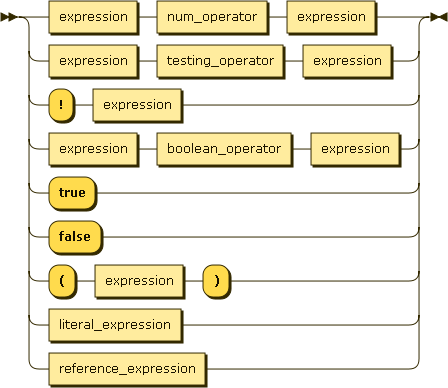 expression num_operator expression
expression testing_operator expression
! expression
expression boolean_operator expression
true
false
( expression )
literal_expression
reference_expression